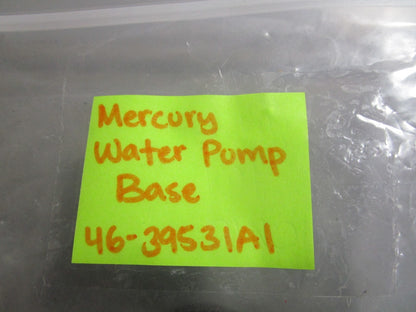 Mercury
Water Pump
Base
46-39531A1